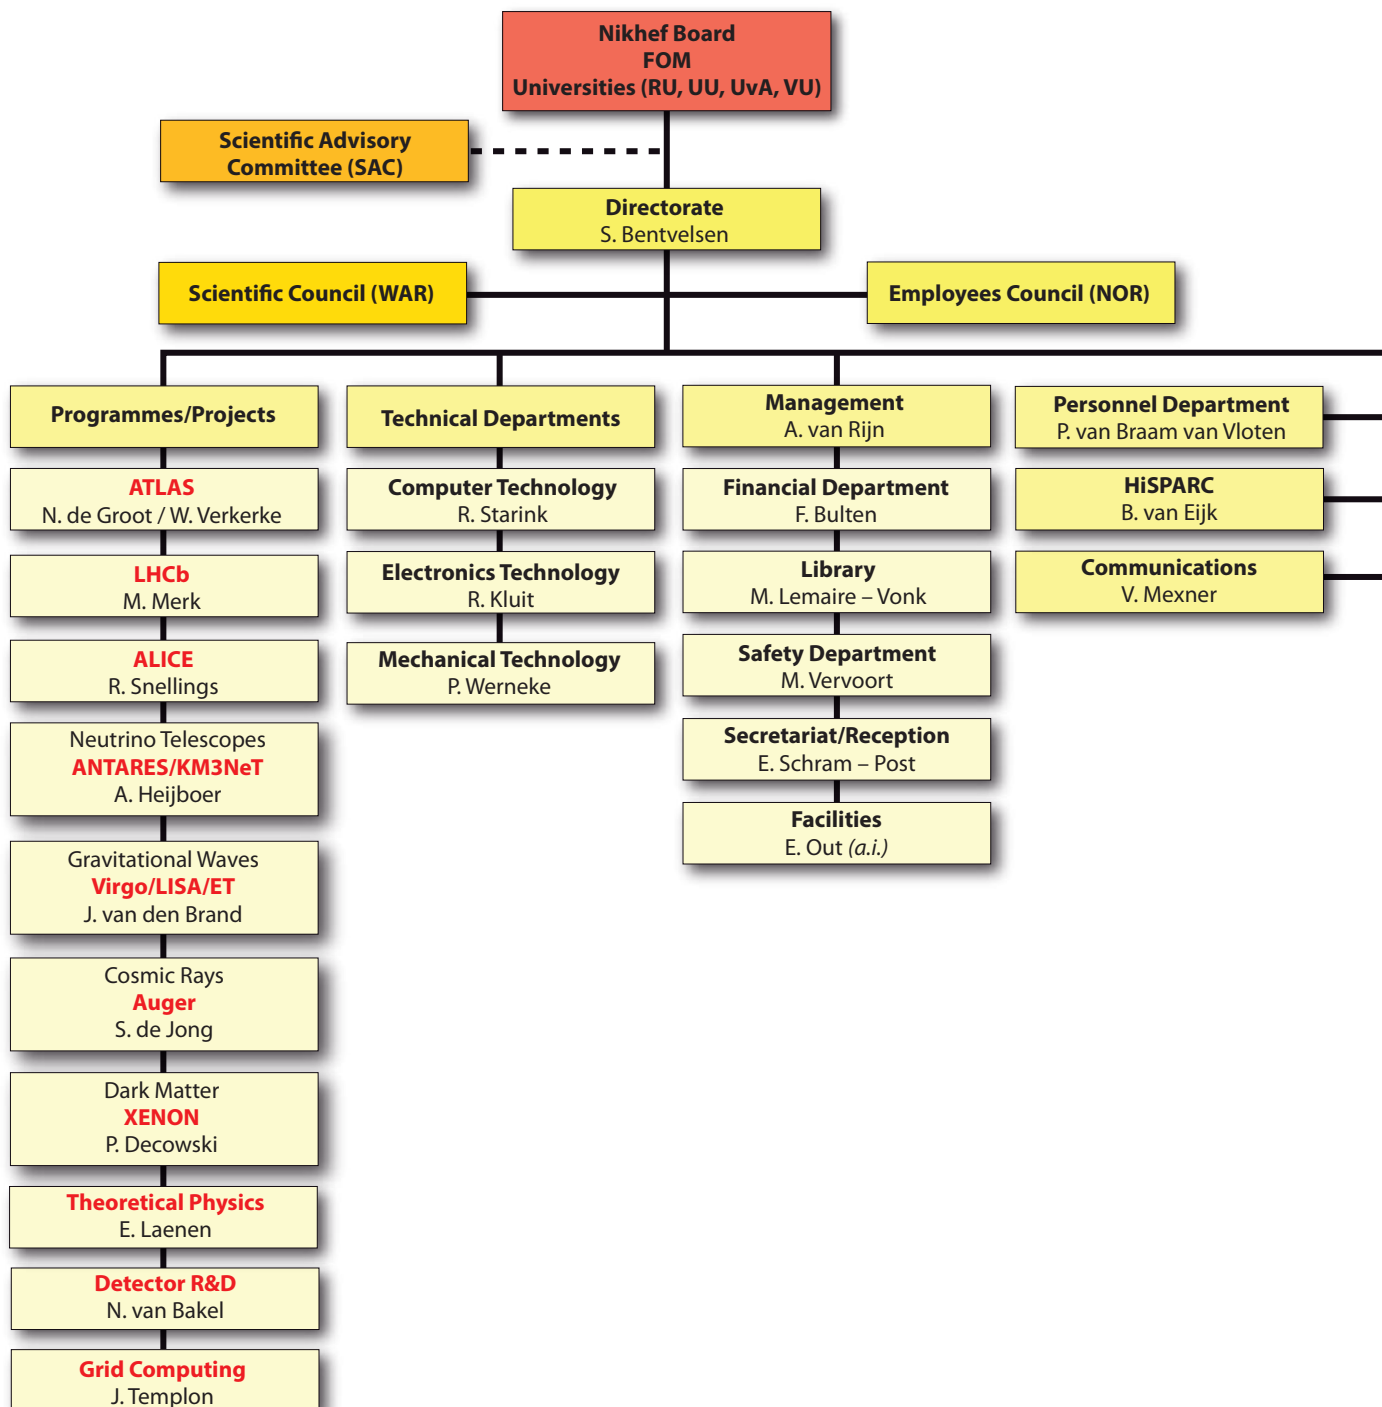 Nikhef Board
FOM
Universities (RU, UU, UvA, VU)
Scientific Advisory
Committee (SAC)
Directorate
S. Bentvelsen
Scientific Council (WAR)
Employees Council (NOR)
Programmes/Projects
ATLAS
N. de Groot / W. Verkerke
LHCb
M. Merk
ALICE
R. Snellings
Neutrino Telescopes
ANTARES/KM3NeT
A. Heijboer
Gravitational Waves
Virgo/LISA/ET
J. van den Brand
Cosmic Rays
Auger
S. de Jong
Dark Matter
XENON
P. Decowski
Theoretical Physics
E. Laenen
Detector R&D
N. van Bakel
Grid Computing
J. Templon
Technical Departments
Computer Technology
R. Starink
Electronics Technology
R. Kluit
Mechanical Technology
P. Werneke
Management
A. van Rijn
Financial Department
F. Bulten
Library
M. Lemaire – Vonk
Safety Department
M. Vervoort
Secretariat/Reception
E. Schram – Post
Facilities
E. Out (a.i.)
Personnel Department
P. van Braam van Vloten
HiSPARC
B. van Eijk
Communications
V. Mexner